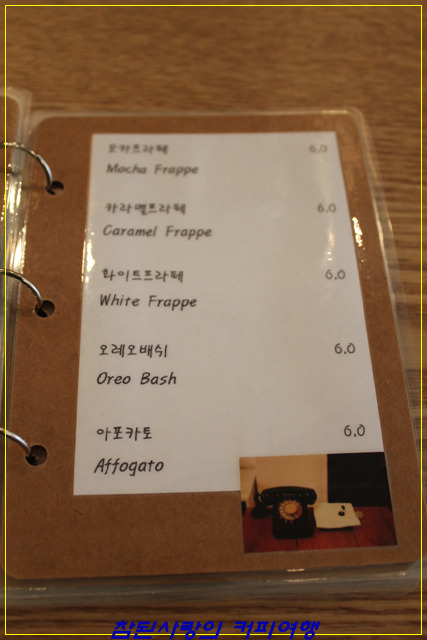 모카프라페 6.0
Mocha Frappe
카라멜프라페 6.0
Caramel Frappe
화이트프라페 6.0
White Frappe
오레오배쉬 6.0
Oreo Bash
아포카토 6.0
Affogato
참된사랑의 커피여행